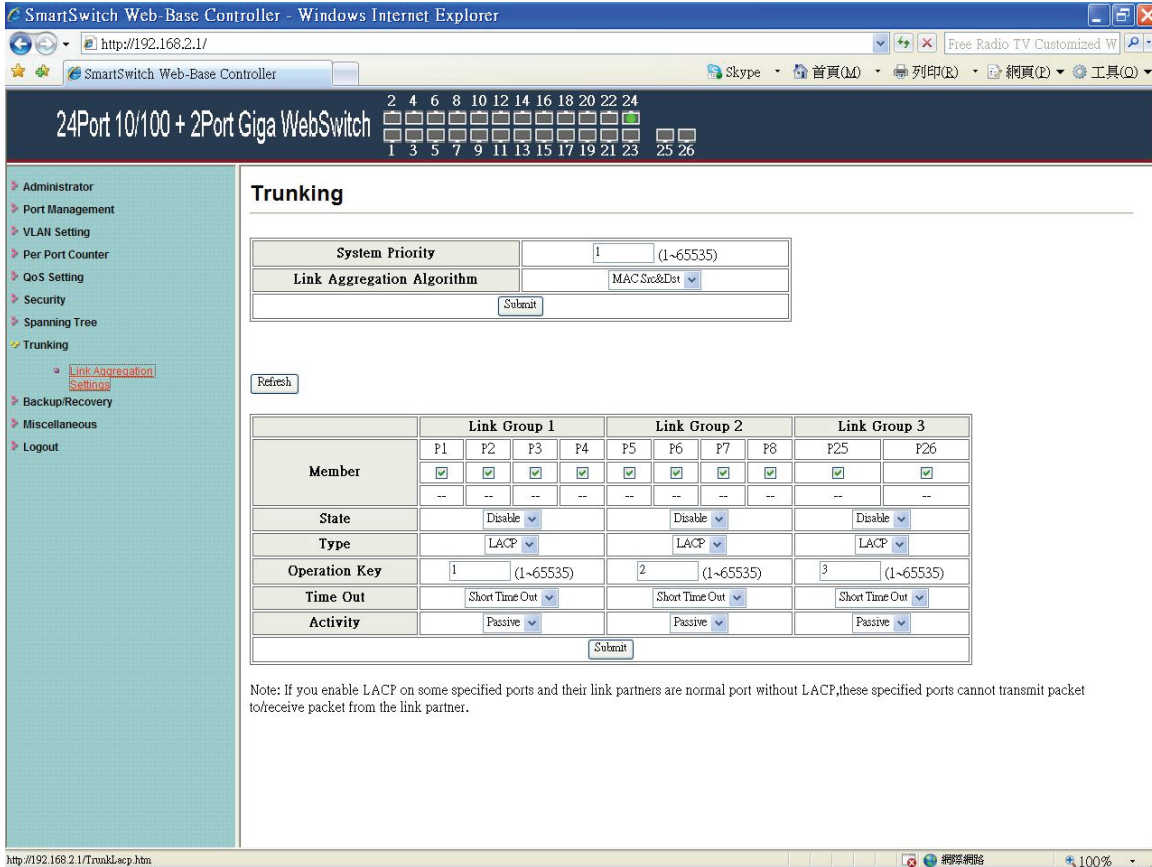 SmartSwitch Web-Base Controller - Windows Internet Explorer
http://192.168.2.1/
Free Radio TV Customized W
SmartSwitch Web-Base Controller
Skype 首頁(M) 列印(R) 網頁(P) 工具(O)
24Port 10/100 + 2Port Giga WebSwitch
2 4 6 8 10 12 14 16 18 20 22 24
1 3 5 7 9 11 13 15 17 19 21 23 25 26
Administrator
Port Management
VLAN Setting
Per Port Counter
QoS Setting
Security
Spanning Tree
Trunking
Link Aggregation
Settings
Backup/Recovery
Miscellaneous
Logout
Trunking
System Priority 1 (1~65535)
Link Aggregation Algorithm MAC Src&Dst
Submit
Refresh
Link Group 1 Link Group 2 Link Group 3
Member P1 P2 P3 P4 P5 P6 P7 P8 P25 P26
-- -- -- -- -- -- -- -- -- --
State Disable Disable Disable
Type LACP LACP LACP
Operation Key 1 (1~65535) 2 (1~65535) 3 (1~65535)
Time Out Short Time Out Short Time Out Short Time Out
Activity Passive Passive Passive
Submit
Note: If you enable LACP on some specified ports and their link partners are normal port without LACP,these specified ports cannot transmit packet
to/receive packet from the link partner.
http://192.168.2.1/TrunkLacp.htm
網際網路
100%